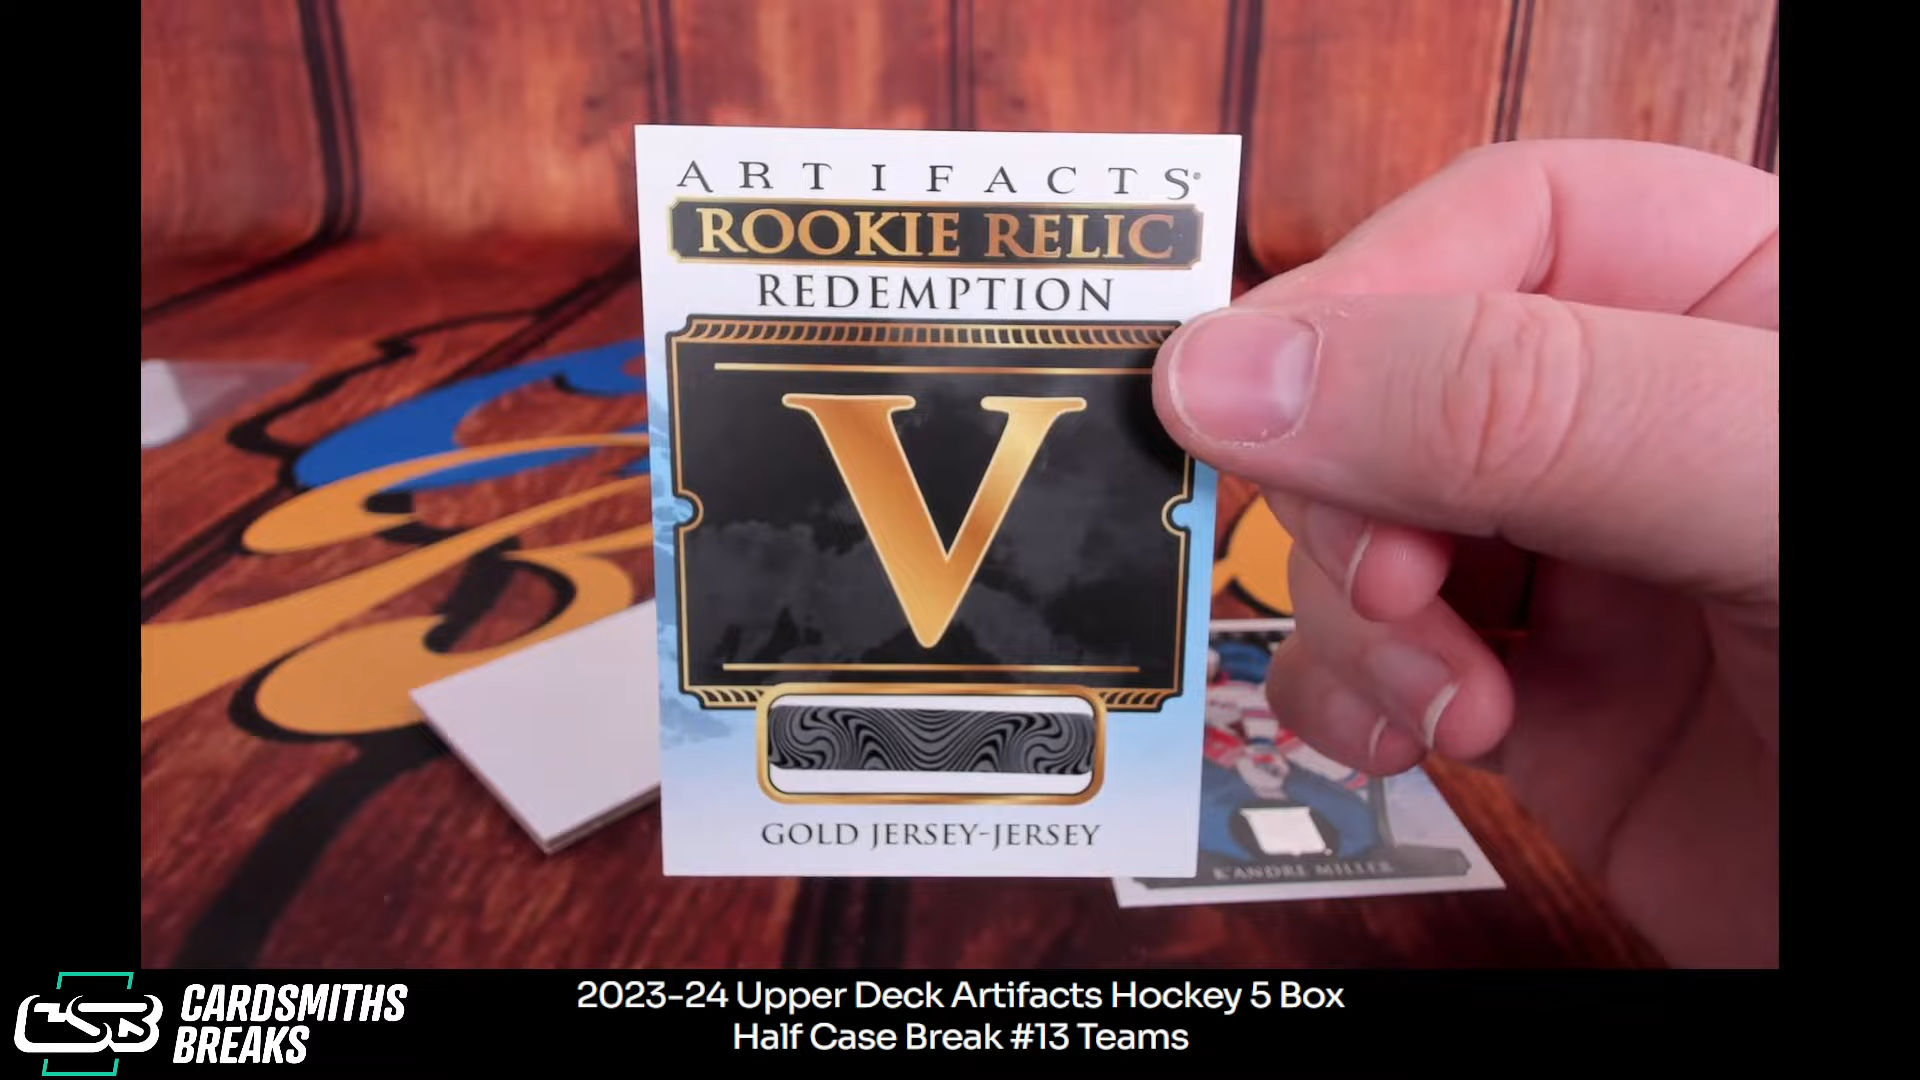 ARTIFACTS
ROOKIE RELIC
REDEMPTION
V
GOLD JERSEY-JERSEY
K'ANDRE MILLER
CSB CARDSMITHS
BREAKS
2023-24 Upper Deck Artifacts Hockey 5 Box
Half Case Break #13 Teams